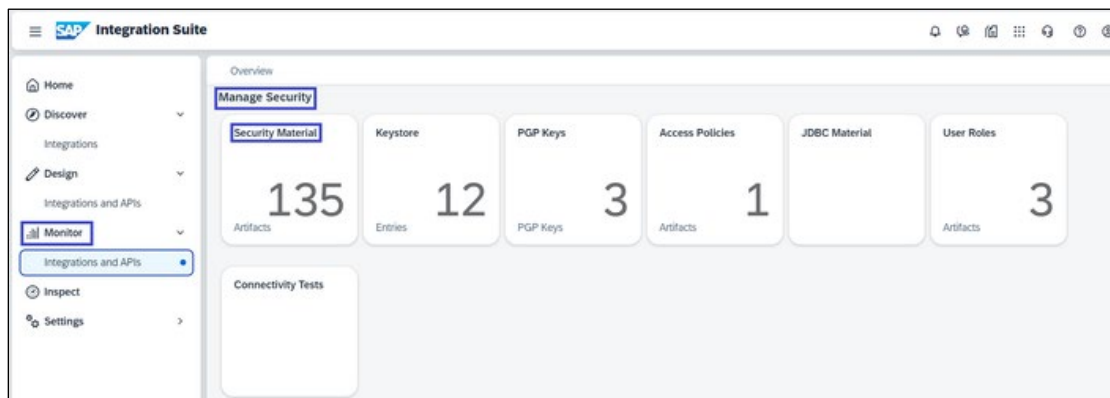 SAP Integration Suite
Home
Discover
Integrations
Design
Integrations and APIs
Monitor
Integrations and APIs
Inspect
Settings
Overview
Manage Security
Security Material
135
Artifacts
Keystore
12
Entries
PGP Keys
3
PGP Keys
Access Policies
1
Artifacts
JDBC Material
User Roles
3
Artifacts
Connectivity Tests